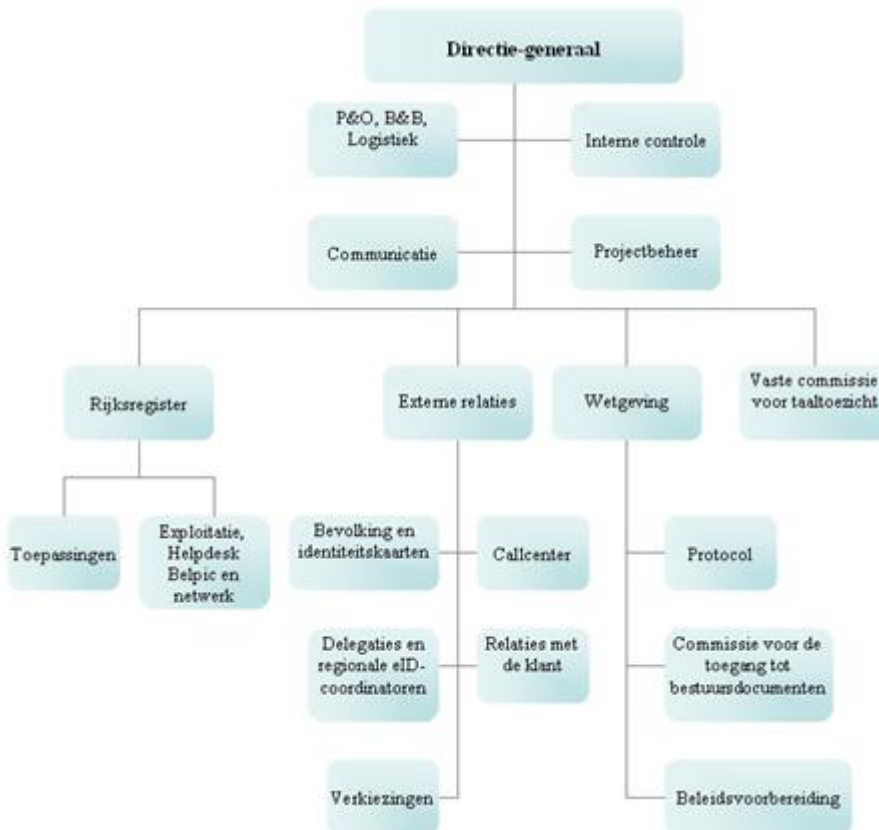 Directie-generaal
P&O, B&B,
Logistiek
Interne controle
Communicatie
Projectbeheer
Rijksregister
Externe relaties
Wetgeving
Vaste commissie
voor taaltoezicht
Toepassingen
Exploitatie,
Helpdesk
Belpic en
netwerk
Bevolking en
identiteitskaarten
Callcenter
Protocol
Delegaties en
regionale eID-
coordinatoren
Relaties met
de klant
Commissie voor de
toegang tot
bestuursdocumenten
Verkiezingen
Beleidsvoorbereiding